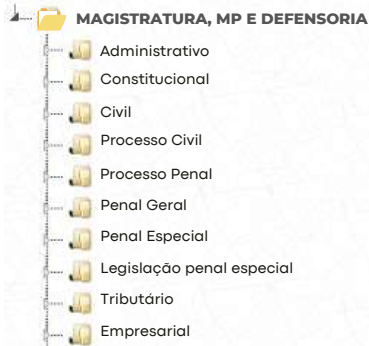 MAGISTRATURA, MP E DEFENSORIA
Administrativo
Constitucional
Civil
Processo Civil
Processo Penal
Penal Geral
Penal Especial
Legislação penal especial
Tributário
Empresarial